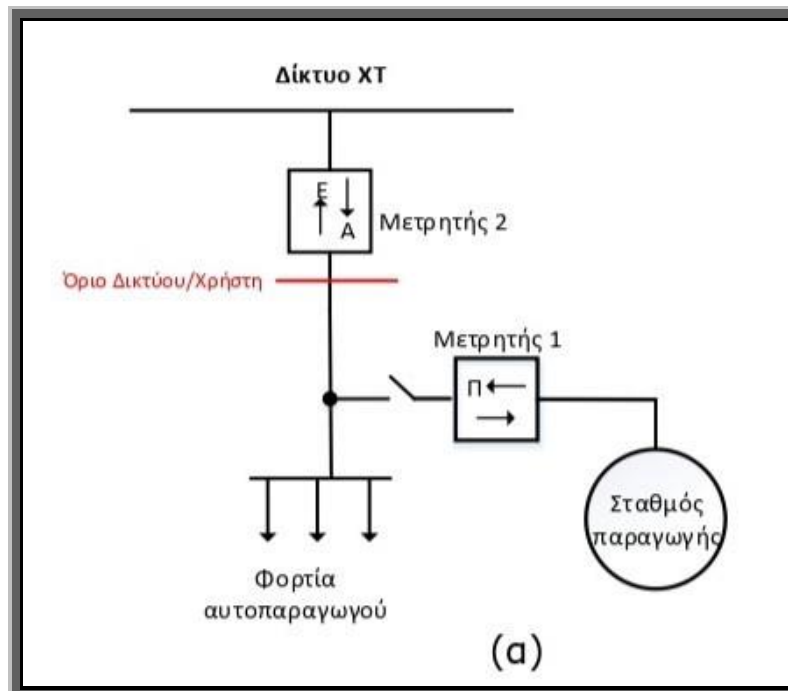 Δίκτυο ΧΤ
Ε
Α
Μετρητής 2
Όριο Δικτύου/Χρήστη
Μετρητής 1
Π
Σταθμός
παραγωγής
Φορτία
αυτοπαραγωγού
(α)